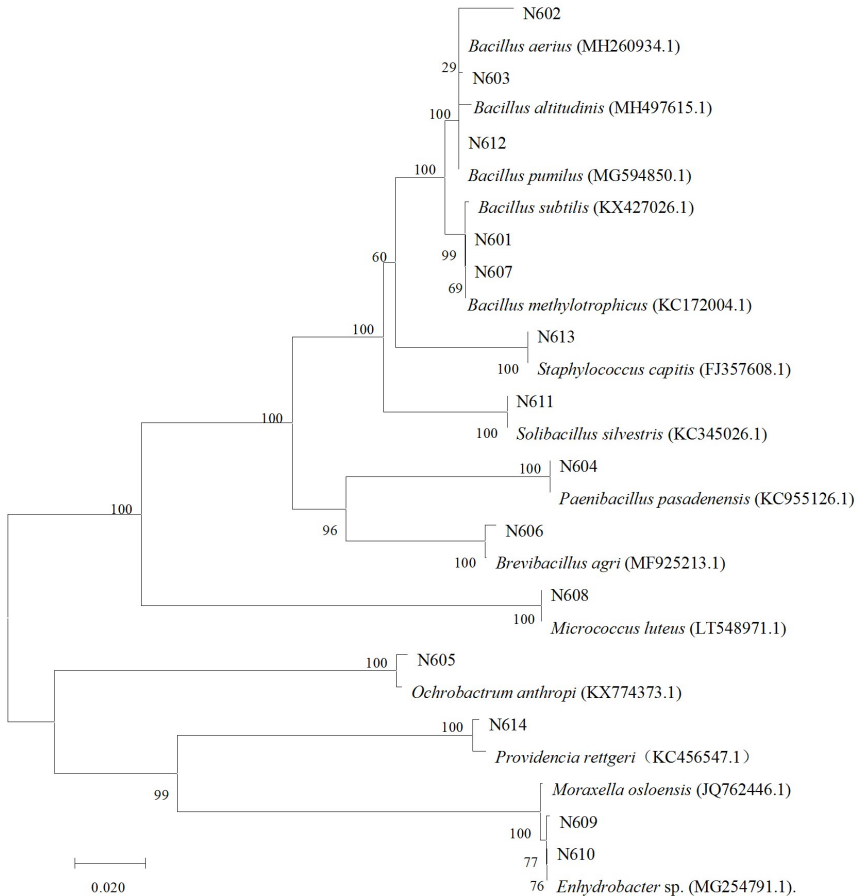 N602
Bacillus aerius (MH260934.1)
29
N603
Bacillus altitudinis (MH497615.1)
100
N612
100
Bacillus pumilus (MG594850.1)
Bacillus subtilis (KX427026.1)
N601
99
60
N607
69
Bacillus methylotrophicus (KC172004.1)
100
N613
100
Staphylococcus capitis (FJ357608.1)
N611
100
100
Solibacillus silvestris (KC345026.1)
100
N604
Paenibacillus pasadenensis (KC955126.1)
100
96
N606
100
Brevibacillus agri (MF925213.1)
N608
100
Micrococcus luteus (LT548971.1)
100
N605
Ochrobactrum anthropi (KX774373.1)
100
N614
Providencia rettgeri（KC456547.1）
99
Moraxella osloensis (JQ762446.1)
N609
100
N610
77
76
Enhydrobacter sp. (MG254791.1).
0.020